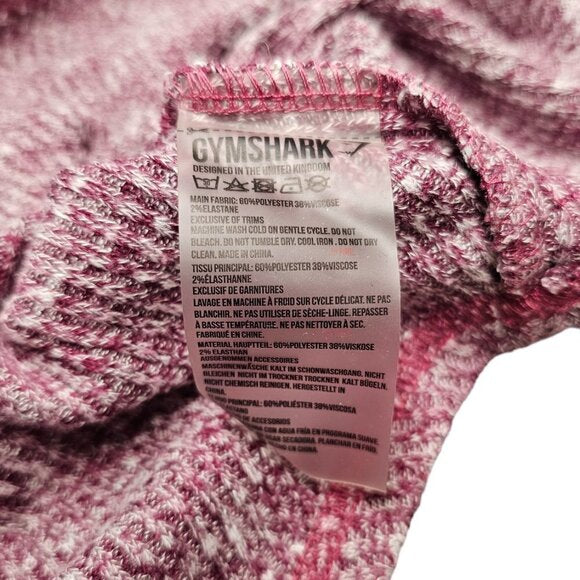 GYMSHARK
DESIGNED IN THE UNITED KINGDOM
MAIN FABRIC: 60%POLYESTER 38%VISCOSE
2%ELASTANE
EXCLUSIVE OF TRIMS
MACHINE WASH COLD ON GENTLE CYCLE. DO NOT
BLEACH. DO NOT TUMBLE DRY. COOL IRON . DO NOT DRY
CLEAN. MADE IN CHINA.
TISSU PRINCIPAL: 60%POLYESTER 38%VISCOSE
2%ÉLASTHANNE
EXCLUSIF DE GARNITURES
LAVAGE EN MACHINE À FROID SUR CYCLE DÉLICAT. NE PAS
BLANCHIR. NE PAS UTILISER DE SÈCHE-LINGE. REPASSER
À BASSE TEMPÉRATURE. NE PAS NETTOYER À SEC.
FABRIQUÉ EN CHINE.
MATERIAL HAUPTTEIL: 60%POLYESTER 38%VISKOSE
2% ELASTHAN
AUSGENOMMEN ACCESSOIRES
MASCHINENWÄSCHE KALT IM SCHONWASCHGANG. NICHT
BLEICHEN NICHT IM TROCKNER TROCKNEN KALT BÜGELN.
NICHT CHEMISCH REINIGEN. HERGESTELLT IN
CHINA.
PRINCIPAL: 60%POLIÉSTER 38%VISCOSA
DE ACCESORIOS
CON AGUA FRÍA EN PROGRAMA SUAVE.
SECADORA. PLANCHAR EN FRÍO.
EN CHINA.